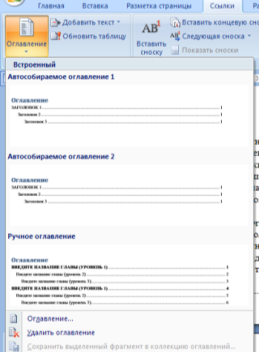 Главная Вставка Разметка страницы Ссылки
Оглавление
Добавить текст
Обновить таблицу
AB¹
Вставить сноску
Вставить концевую
Следующая сноска
Показать сноски
Встроенный
Автособираемое оглавление 1
Оглавление
ЗАГОЛОВОК 1 1
Заголовок 2 1
Заголовок 3 1
Автособираемое оглавление 2
Оглавление
ЗАГОЛОВОК 1 1
Заголовок 2 1
Заголовок 3 1
Ручное оглавление
Оглавление
ВВЕДИТЕ НАЗВАНИЕ ГЛАВЫ (УРОВЕНЬ 1) 1
Введите название главы (уровень 2) 2
Введите название главы (уровень 3) 3
ВВЕДИТЕ НАЗВАНИЕ ГЛАВЫ (УРОВЕНЬ 1) 4
Введите название главы (уровень 2) 5
Введите название главы (уровень 3) 6
Оглавление...
Удалить оглавление
Сохранить выделенный фрагмент в коллекцию оглавлений...